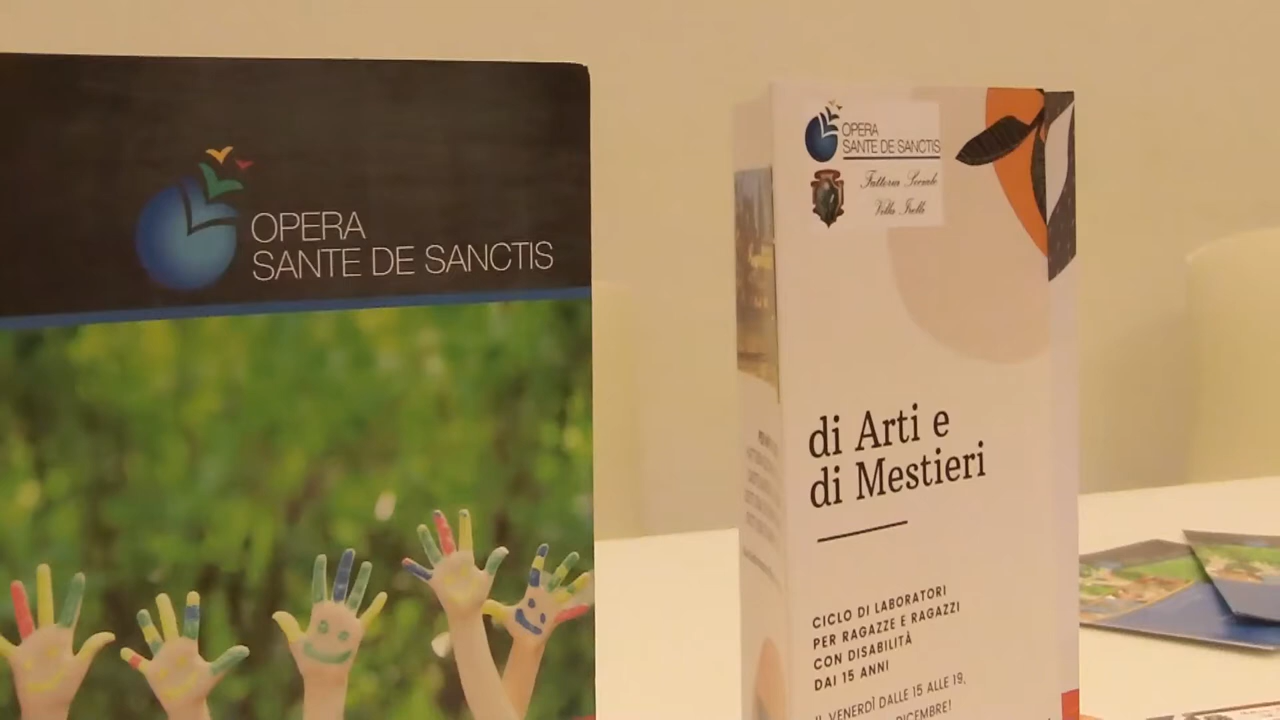 OPERA
SANTE DE SANCTIS
OPERA
SANTE DE SANCTIS
Fattoria Sociale
Villa
di Arti e
di Mestieri
CICLO DI LABORATORI
PER RAGAZZE E RAGAZZI
CON DISABILITÀ
DAI 15 ANNI
IL VENERDÌ DALLE 15 ALLE 19,
DICEMBRE!